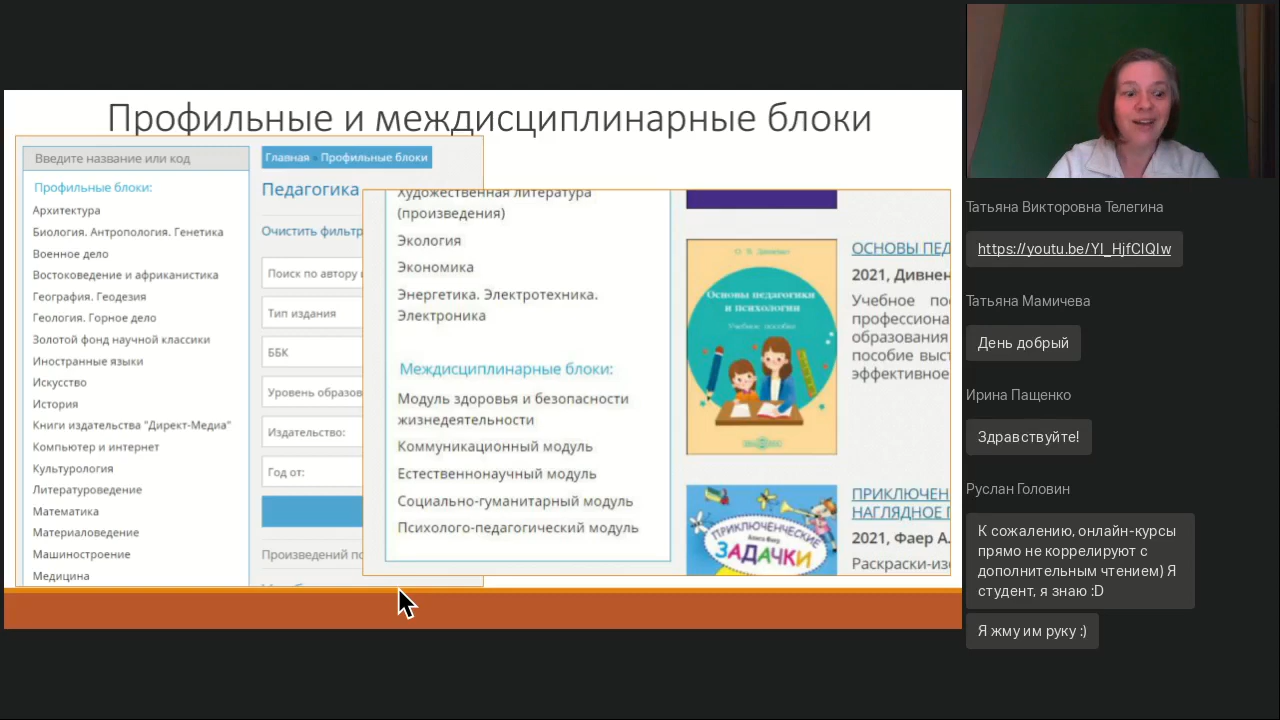 Профильные и междисциплинарные блоки
Введите название или код
Профильные блоки:
Архитектура
Биология. Антропология. Генетика
Военное дело
Востоковедение и африканистика
География. Геодезия
Геология. Горное дело
Золотой фонд научной классики
Иностранные языки
Искусство
История
Книги издательства "Директ-Медиа"
Компьютер и интернет
Культурология
Литературоведение
Математика
Материаловедение
Машиностроение
Медицина
Главная » Профильные блоки
Педагогика
Очистить фильтр
Поиск по автору
Тип издания
ББК
Уровень образов
Издательство:
Год от:
Произведений по
Художественная литература
(произведения)
Экология
Экономика
Энергетика. Электротехника.
Электроника
Междисциплинарные блоки:
Модуль здоровья и безопасности
жизнедеятельности
Коммуникационный модуль
Естественнонаучный модуль
Социально-гуманитарный модуль
Психолого-педагогический модуль
Основы педагогики
и психологии
Учебное пособие
ПРИКЛЮЧЕНЧЕСКИЕ
ЗАДАЧКИ
ОСНОВЫ ПЕД
2021, Дивнен
Учебное пос
профессиона
образования
пособие выст
эффективное
ПРИКЛЮЧЕН
НАГЛЯДНОЕ П
2021, Фаер А.
Раскраски-из
Татьяна Викторовна Телегина
https://youtu.be/YI_HjfClQIw
Татьяна Мамичева
День добрый
Ирина Пащенко
Здравствуйте!
Руслан Головин
К сожалению, онлайн-курсы
прямо не коррелируют с
дополнительным чтением) Я
студент, я знаю :D
Я жму им руку :)